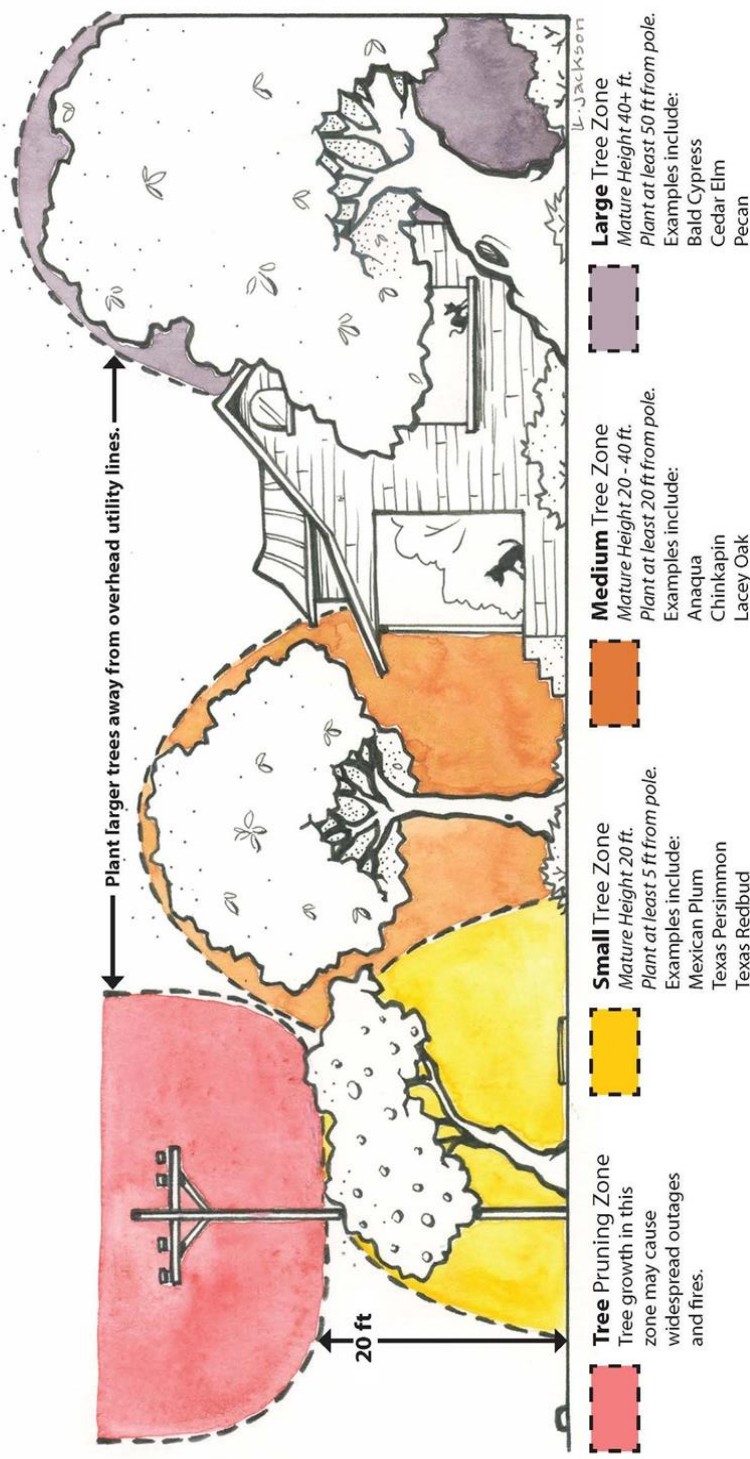 Plant larger trees away from overhead utility lines.
20 ft
L. Jackson
Tree Pruning Zone
Tree growth in this
zone may cause
widespread outages
and fires.
Small Tree Zone
Mature Height 20 ft.
Plant at least 5 ft from pole.
Examples include:
Mexican Plum
Texas Persimmon
Texas Redbud
Medium Tree Zone
Mature Height 20 - 40 ft.
Plant at least 20 ft from pole.
Examples include:
Anaqua
Chinkapin
Lacey Oak
Large Tree Zone
Mature Height 40+ ft.
Plant at least 50 ft from pole.
Examples include:
Bald Cypress
Cedar Elm
Pecan